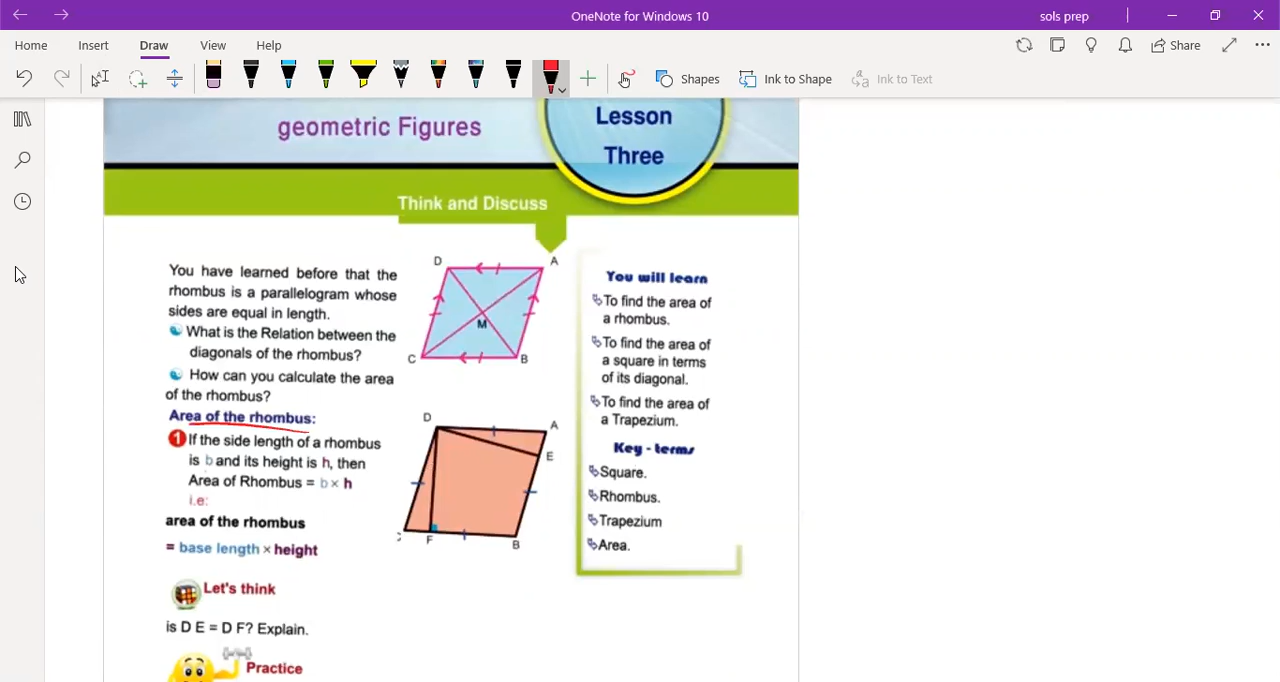 OneNote for Windows 10
sols prep
Home
Insert
Draw
View
Help
Share
Shapes
Ink to Shape
Ink to Text
geometric Figures
Lesson
Three
Think and Discuss
You have learned before that the
rhombus is a parallelogram whose
sides are equal in length.
What is the Relation between the
diagonals of the rhombus?
How can you calculate the area
of the rhombus?
Area of the rhombus:
1 If the side length of a rhombus
is b and its height is h, then
Area of Rhombus = b × h
i.e:
area of the rhombus
= base length × height
Let's think
is D E = D F? Explain.
Practice
D
A
M
C
B
D
A
E
F
B
You will learn
To find the area of
a rhombus.
To find the area of
a square in terms
of its diagonal.
To find the area of
a Trapezium.
Key - terms
Square.
Rhombus.
Trapezium
Area.